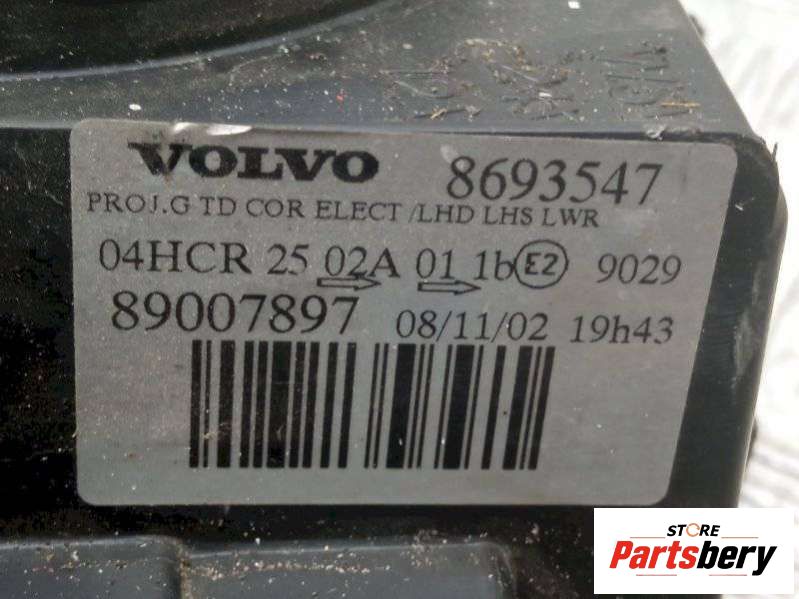 VOLVO 8693547
PROJ.G TD COR ELECT /LHD LHS LWR
04HCR 25 02A 01 1b E2 9029
89007897 08/11/02 19h43
STORE
Partsbery